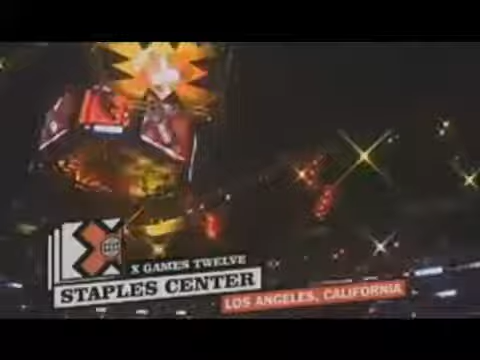 X GAMES TWELVE
STAPLES CENTER
LOS ANGELES, CALIFORNIA